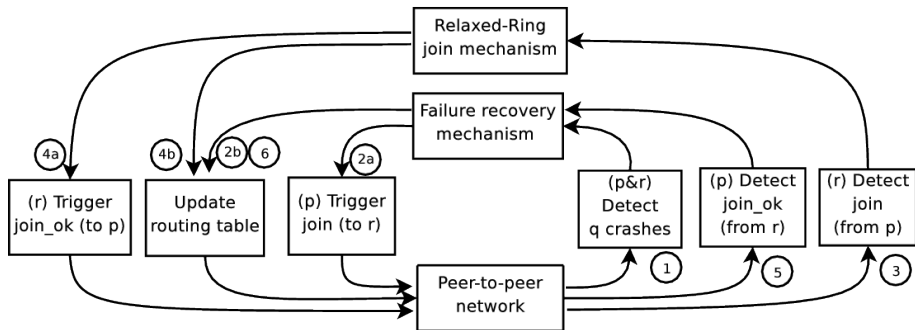 Relaxed-Ring
join mechanism
Failure recovery
mechanism
4a
4b
2b
6
2a
(r) Trigger
join_ok (to p)
Update
routing table
(p) Trigger
join (to r)
(p&r)
Detect
q crashes
(p) Detect
join_ok
(from r)
(r) Detect
join
(from p)
1
5
3
Peer-to-peer
network